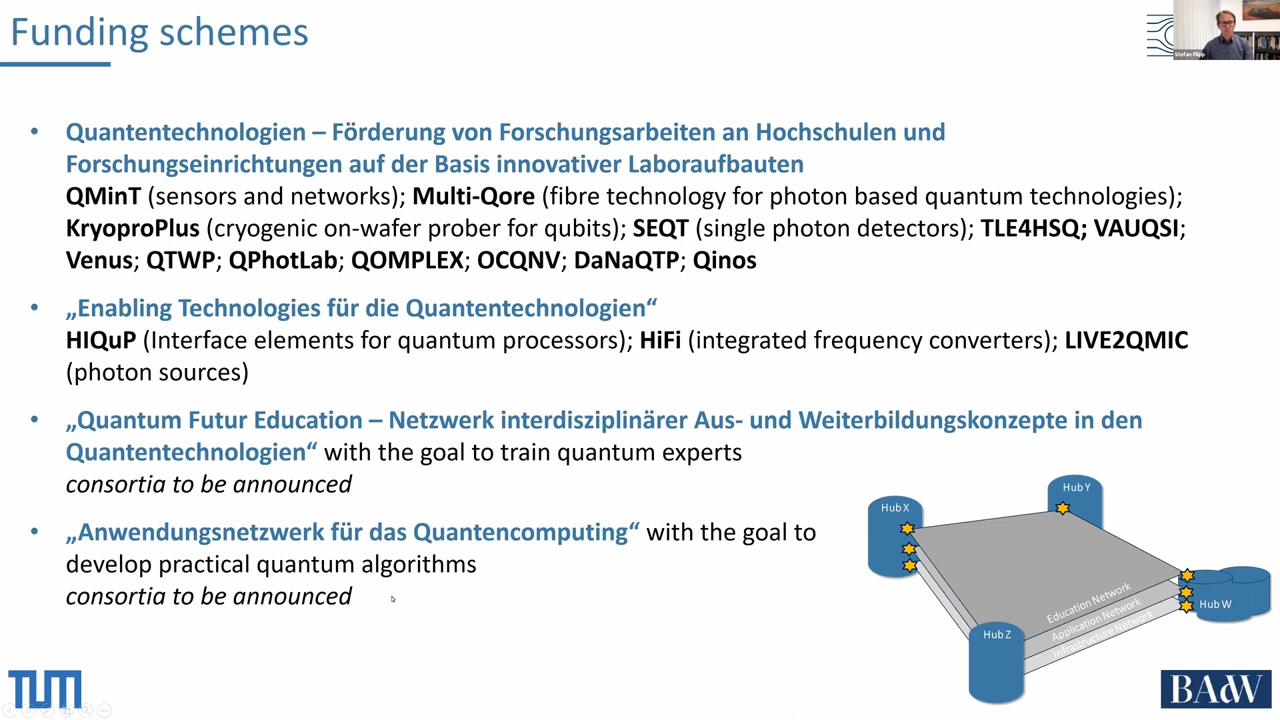 Funding schemes
Stefan Filipp
• Quantentechnologien – Förderung von Forschungsarbeiten an Hochschulen und
Forschungseinrichtungen auf der Basis innovativer Laboraufbauten
QMinT (sensors and networks); Multi-Qore (fibre technology for photon based quantum technologies);
KryoproPlus (cryogenic on-wafer prober for qubits); SEQT (single photon detectors); TLE4HSQ; VAUQSI;
Venus; QTWP; QPhotLab; QOMPLEX; OCQNV; DaNaQTP; Qinos
• „Enabling Technologies für die Quantentechnologien“
HIQuP (Interface elements for quantum processors); HiFi (integrated frequency converters); LIVE2QMIC
(photon sources)
• „Quantum Futur Education – Netzwerk interdisziplinärer Aus- und Weiterbildungskonzepte in den
Quantentechnologien“ with the goal to train quantum experts
consortia to be announced
• „Anwendungsnetzwerk für das Quantencomputing“ with the goal to
develop practical quantum algorithms
consortia to be announced
Hub Y
Hub X
Hub W
Education Network
Application Network
Infrastructure Network
Hub Z
TUM
BAdW